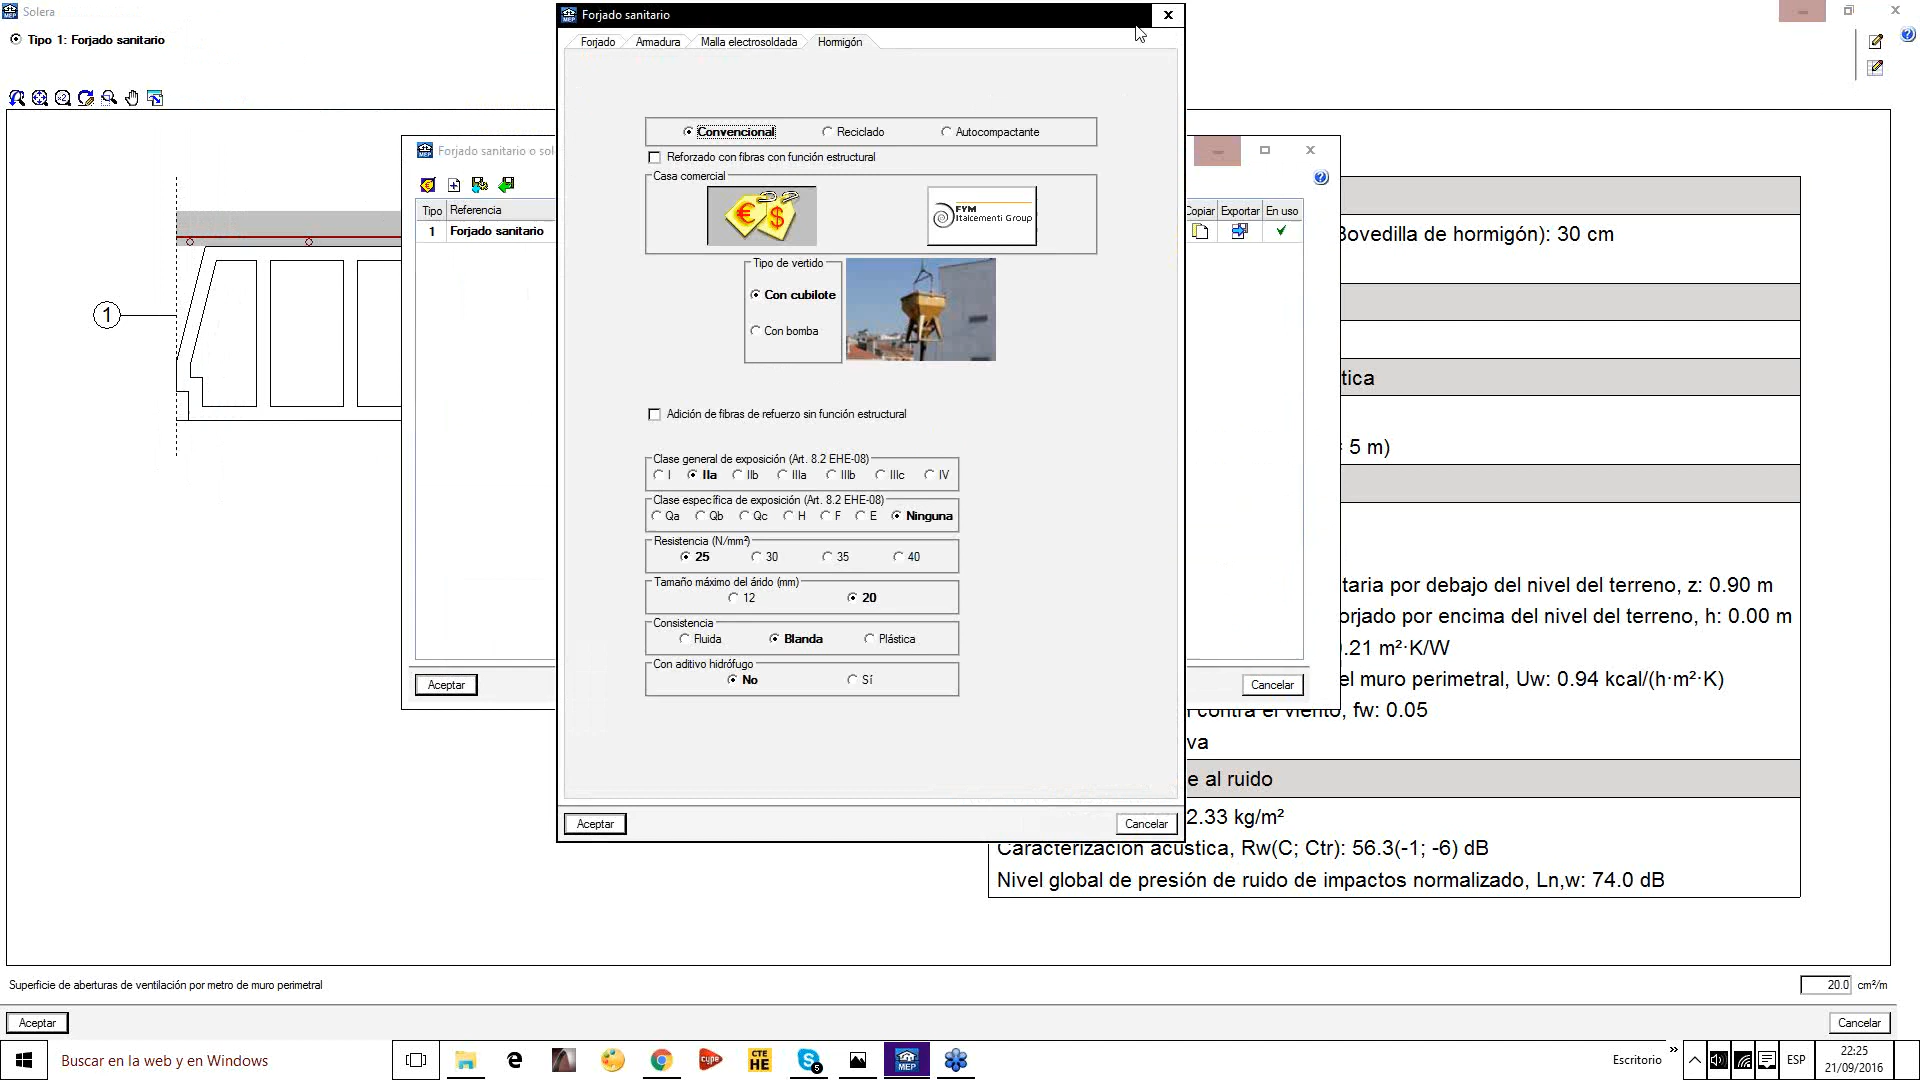 Solera
Tipo 1: Forjado sanitario
1
Forjado sanitario o sol
Tipo Referencia
1 Forjado sanitario
Copiar Exportar En uso
Aceptar
Cancelar
Forjado sanitario
Forjado Armadura Malla electrosoldada Hormigón
Convencional Reciclado Autocompactante
Reforzado con fibras con función estructural
Casa comercial
€ $
FYM
Italcementi Group
Tipo de vertido
Con cubilote
Con bomba
Adición de fibras de refuerzo sin función estructural
Clase general de exposición (Art. 8.2 EHE-08)
I IIa IIb IIIa IIIb IIIc IV
Clase específica de exposición (Art. 8.2 EHE-08)
Qa Qb Qc H F E Ninguna
Resistencia (N/mm²)
25 30 35 40
Tamaño máximo del árido (mm)
12 20
Consistencia
Fluida Blanda Plástica
Con aditivo hidrófugo
No Sí
Aceptar Cancelar
Bovedilla de hormigón): 30 cm
tica
5 m)
taria por debajo del nivel del terreno, z: 0.90 m
orjado por encima del nivel del terreno, h: 0.00 m
.21 m²·K/W
el muro perimetral, Uw: 0.94 kcal/(h·m²·K)
contra el viento, fw: 0.05
va
e al ruido
2.33 kg/m²
Caracterización acústica, Rw(C; Ctr): 56.3(-1; -6) dB
Nivel global de presión de ruido de impactos normalizado, Ln,w: 74.0 dB
Superficie de aberturas de ventilación por metro de muro perimetral 20.0 cm²/m
Aceptar Cancelar
Buscar en la web y en Windows
cype
CTE
HE
S
5
MEP
Escritorio
ESP
22:25
21/09/2016